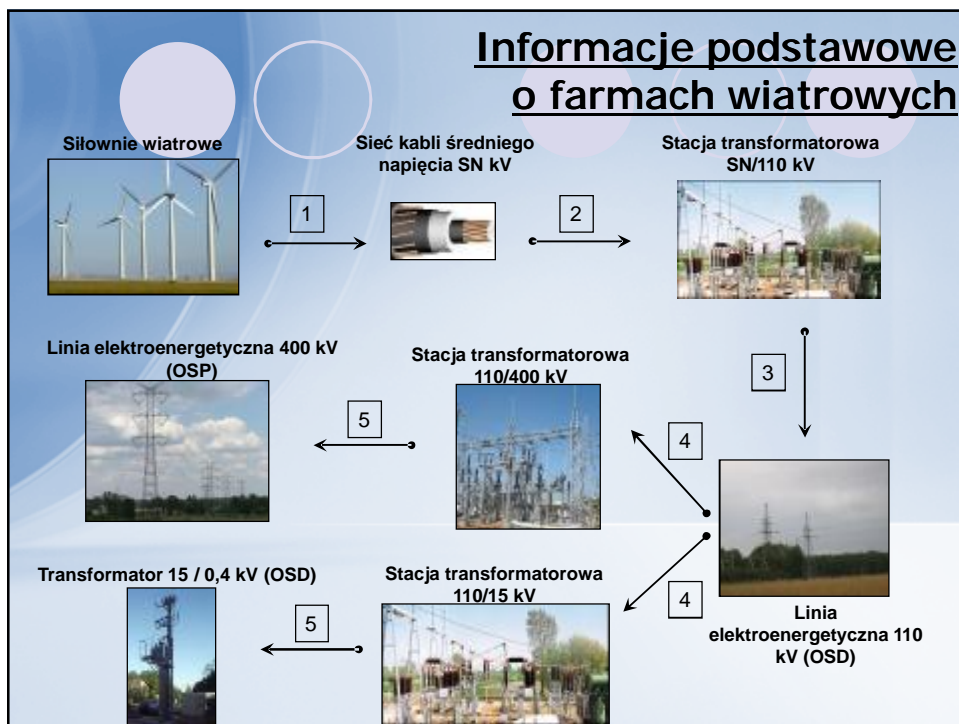 Informacje podstawowe
o farmach wiatrowych
Siłownie wiatrowe
Sieć kabli średniego
napięcia SN kV
Stacja transformatorowa
SN/110 kV
1
2
3
Linia elektroenergetyczna 400 kV
(OSP)
Stacja transformatorowa
110/400 kV
5
4
Transformator 15 / 0,4 kV (OSD)
Stacja transformatorowa
110/15 kV
5
4
Linia
elektroenergetyczna 110
kV (OSD)